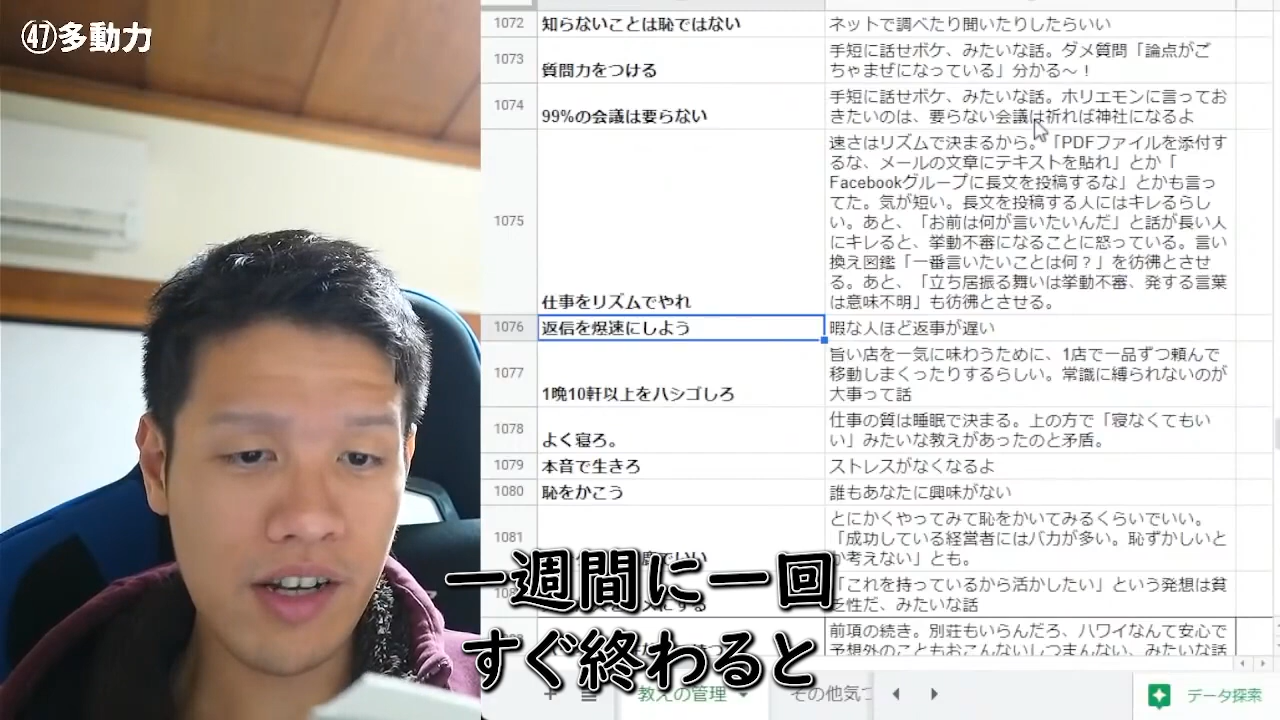 ㊼多動力
1072 知らないことは恥ではない ネットで調べたり聞いたりしたらいい
1073 質問力をつける
手短に話せボケ、みたいな話。ダメ質問「論点がご
ちゃまぜになっている」分かる〜！
1074 99%の会議は要らない
手短に話せボケ、みたいな話。ホリエモンに言ってお
きたいのは、要らない会議は祈れば神社になるよ
1075 仕事をリズムでやれ
速さはリズムで決まるから。「PDFファイルを添付す
るな、メールの文章にテキストを貼れ」とか「
Facebookグループに長文を投稿するな」とかも言っ
てた。気が短い。長文を投稿する人にはキレるらし
い。あと、「お前は何が言いたいんだ」と話が長い人
にキレると、挙動不審になることに怒っている。言い
換え図鑑「一番言いたいことは何？」を彷彿とさせ
る。あと、「立ち居振る舞いは挙動不審、発する言葉
は意味不明」も彷彿とさせる。
1076 返信を爆速にしよう 暇な人ほど返事が遅い
1077 1晩10軒以上をハシゴしろ
旨い店を一気に味わうために、1店で一品ずつ頼んで
移動しまくったりするらしい。常識に縛られないのが
大事って話
1078 よく寝ろ。
仕事の質は睡眠で決まる。上の方で「寝なくてもい
い」みたいな教えがあったのと矛盾。
1079 本音で生きろ ストレスがなくなるよ
1080 恥をかこう 誰もあなたに興味がない
1081
とにかくやってみて恥をかいてみるくらいでいい。
「成功している経営者にはバカが多い。恥ずかしいと
か考えない」とも。
「これを持っているから活かしたい」という発想は貧
乏性だ、みたいな話
前項の続き。別荘もいらんだろ、ハワイなんて安心で
予想外のこともおこんないしつまんない、みたいな話
一週間に一回
すぐ終わると
教えの管理 その他気づ
データ探索